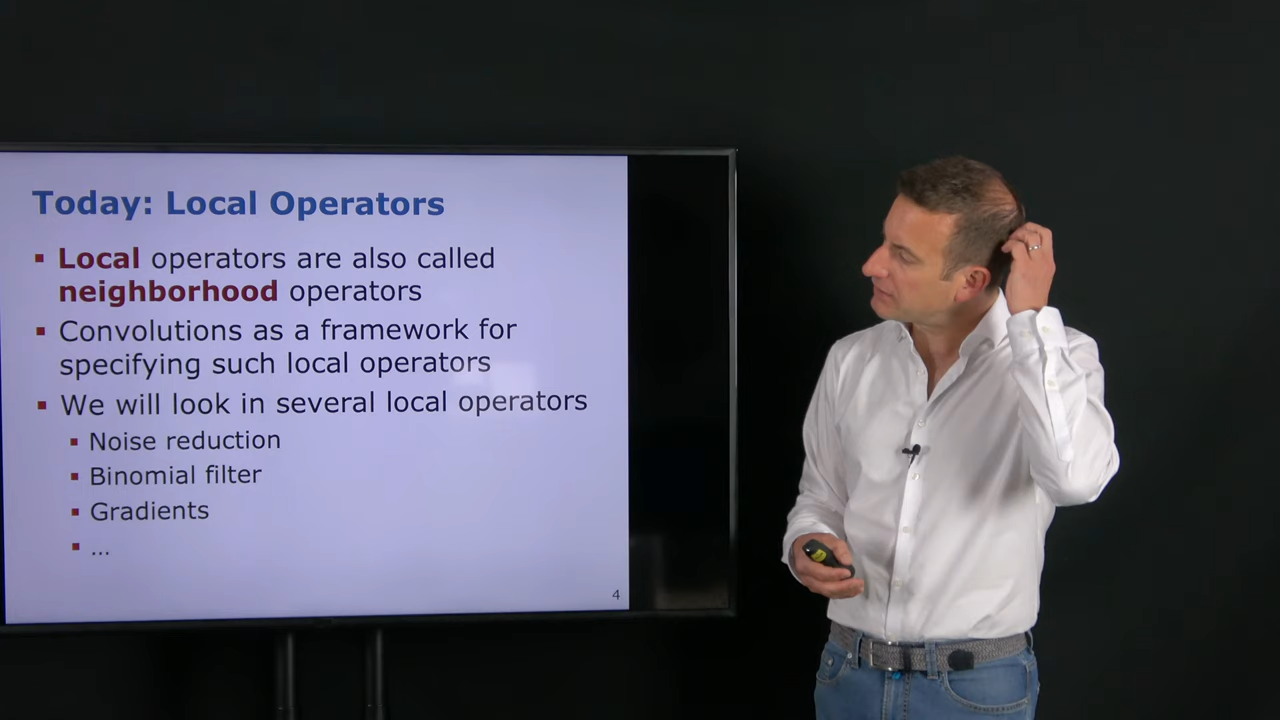 Today: Local Operators
▪ Local operators are also called
neighborhood operators
▪ Convolutions as a framework for
specifying such local operators
▪ We will look in several local operators
▪ Noise reduction
▪ Binomial filter
▪ Gradients
▪ ...
4